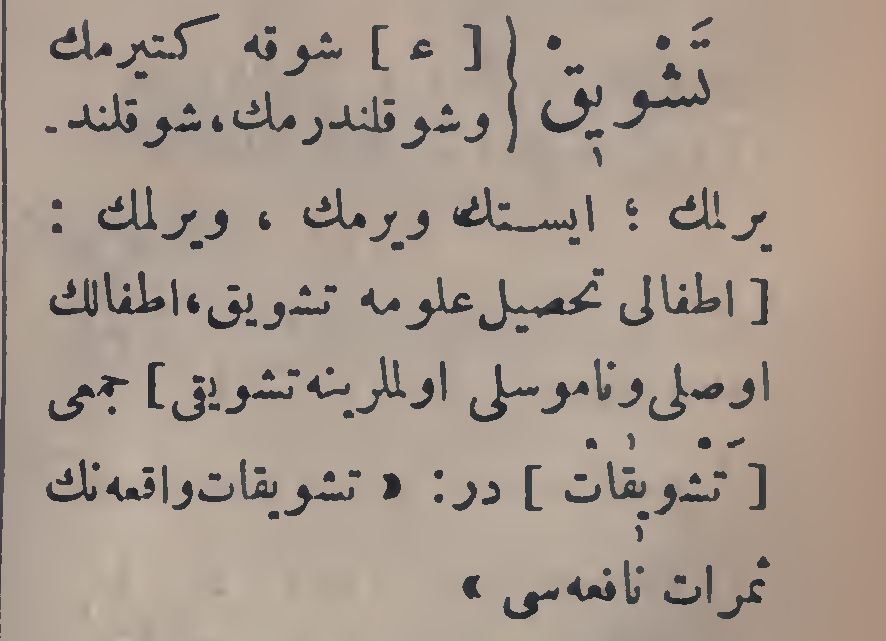 تَشْوِيقْ { [ ع ] شوقه كتيرمك
وشوقلندرمك، شوقلند-
يرلمك ؛ ايستك ويرمك ، ويرلمك :
[ اطفالى تحصيل علومه تشويق، اطفالك
اوصلى وناموسلى اولملرينه تشويقى ] جمعى
[ تَشْوِيقَاتْ ] در: « تشويقات واقعه نك
ثمرات نافعه سى »